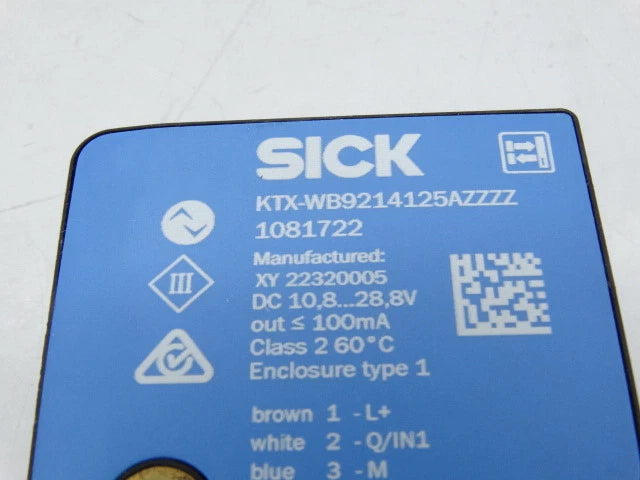 SICK
KTX-WB9214125AZZZZ
1081722
Manufactured:
XY 22320005
DC 10,8...28,8V
out ≤ 100mA
Class 2 60°C
Enclosure type 1
III
brown 1 - L+
white 2 - Q/IN1
blue 3 - M